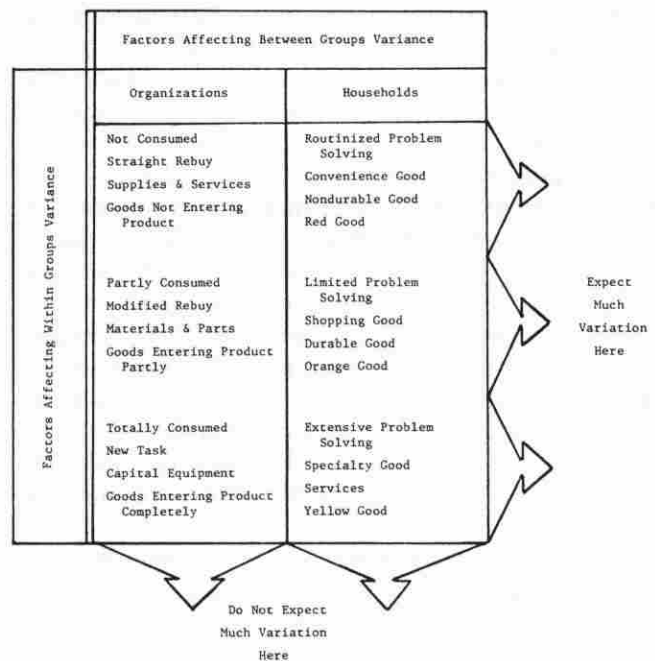 Factors Affecting Between Groups Variance
Factors Affecting Within Groups Variance
Organizations
Not Consumed
Straight Rebuy
Supplies & Services
Goods Not Entering
Product
Partly Consumed
Modified Rebuy
Materials & Parts
Goods Entering Product
Partly
Totally Consumed
New Task
Capital Equipment
Goods Entering Product
Completely
Households
Routinized Problem
Solving
Convenience Good
Nondurable Good
Red Good
Limited Problem
Solving
Shopping Good
Durable Good
Orange Good
Extensive Problem
Solving
Specialty Good
Services
Yellow Good
Expect
Much
Variation
Here
Do Not Expect
Much Variation
Here